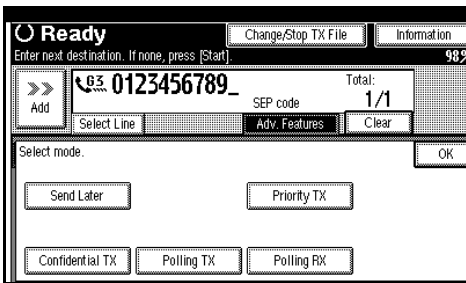 Ready
Change/Stop TX File
Information
Enter next destination. If none, press [Start].
98%
>>
Add
G3 0123456789_
SEP code
Total:
1/1
Select Line
Adv. Features
Clear
Select mode.
OK
Send Later
Priority TX
Confidential TX
Polling TX
Polling RX